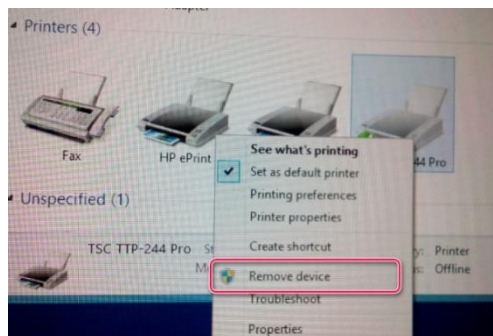 Printers (4)
Fax
HP ePrint
44 Pro
See what's printing
Set as default printer
Printing preferences
Printer properties
Create shortcut
Remove device
Troubleshoot
Properties
Unspecified (1)
TSC TTP-244 Pro
Printer
Offline